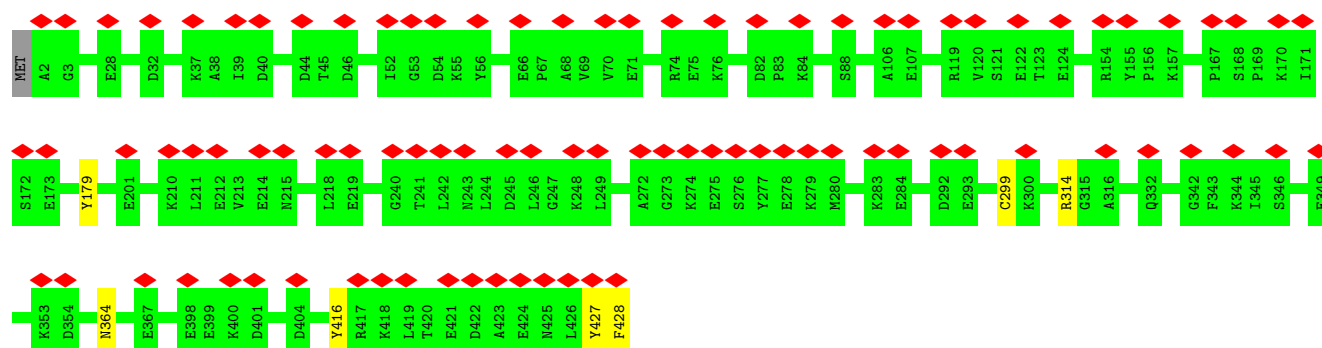 MET A2 G3 E28 D32 K37 A38 I39 D40 D44 T45 D46 I52 G53 D54 K55 Y56 E66 P67 A68 V69 V70 E71 R74 E75 K76 D82 P83 K84 S88 A106 E107 R119 V120 S121 E122 T123 E124 R154 Y155 P156 K157 P167 S168 P169 K170 I171
S172 E173 Y179 E201 K210 L211 E212 V213 E214 N215 L218 E219 G240 T241 L242 N243 L244 D245 L246 G247 K248 L249 A272 G273 K274 E275 S276 Y277 E278 K279 M280 K283 E284 D292 E293 C299 K300 R314 G315 A316 Q332 G342 F343 K344 I345 S346
K353 D354 N364 E367 E398 E399 K400 D401 D404 Y416 R417 K418 L419 T420 E421 D422 A423 E424 N425 L426 Y427 F428